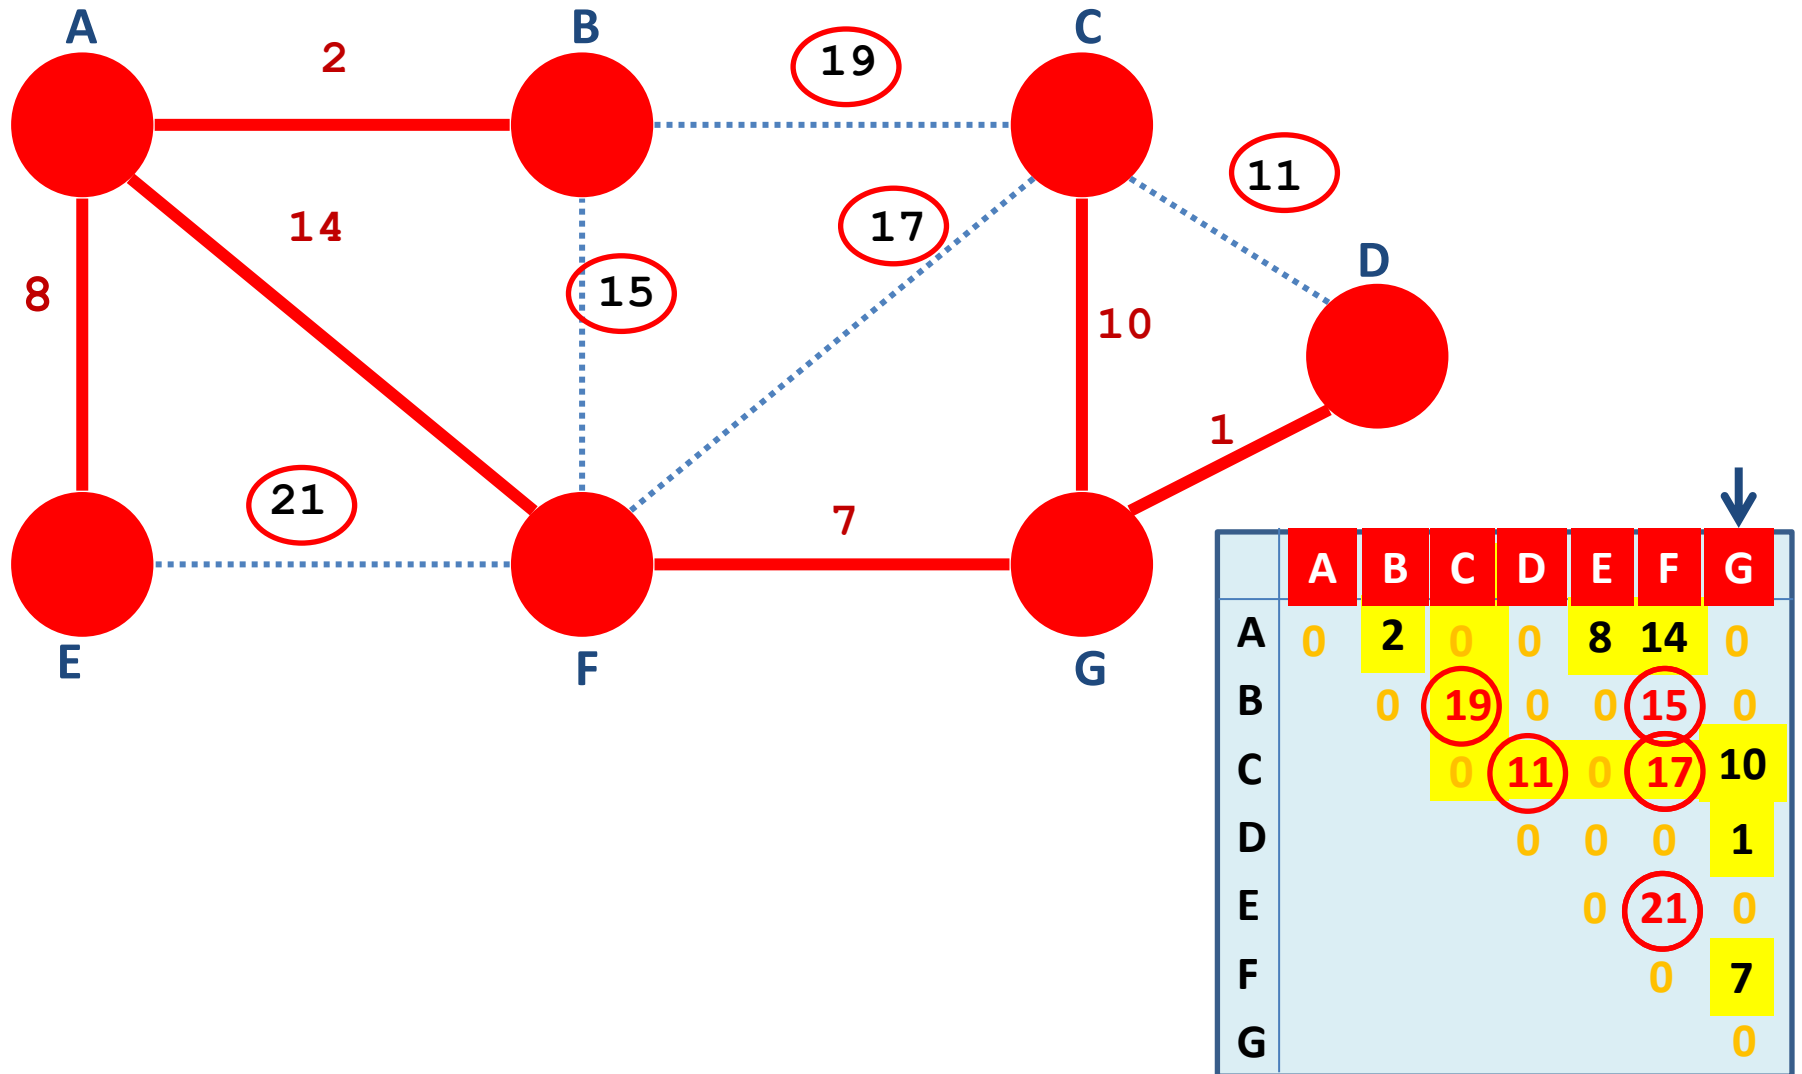 A B C
2 19
11
14 17
D
8 15
10
1
21 7
E F G
A B C D E F G
A 0 2 0 0 8 14 0
B 0 19 0 0 15 0
C 0 11 0 17 10
D 0 0 0 1
E 0 21 0
F 0 7
G 0